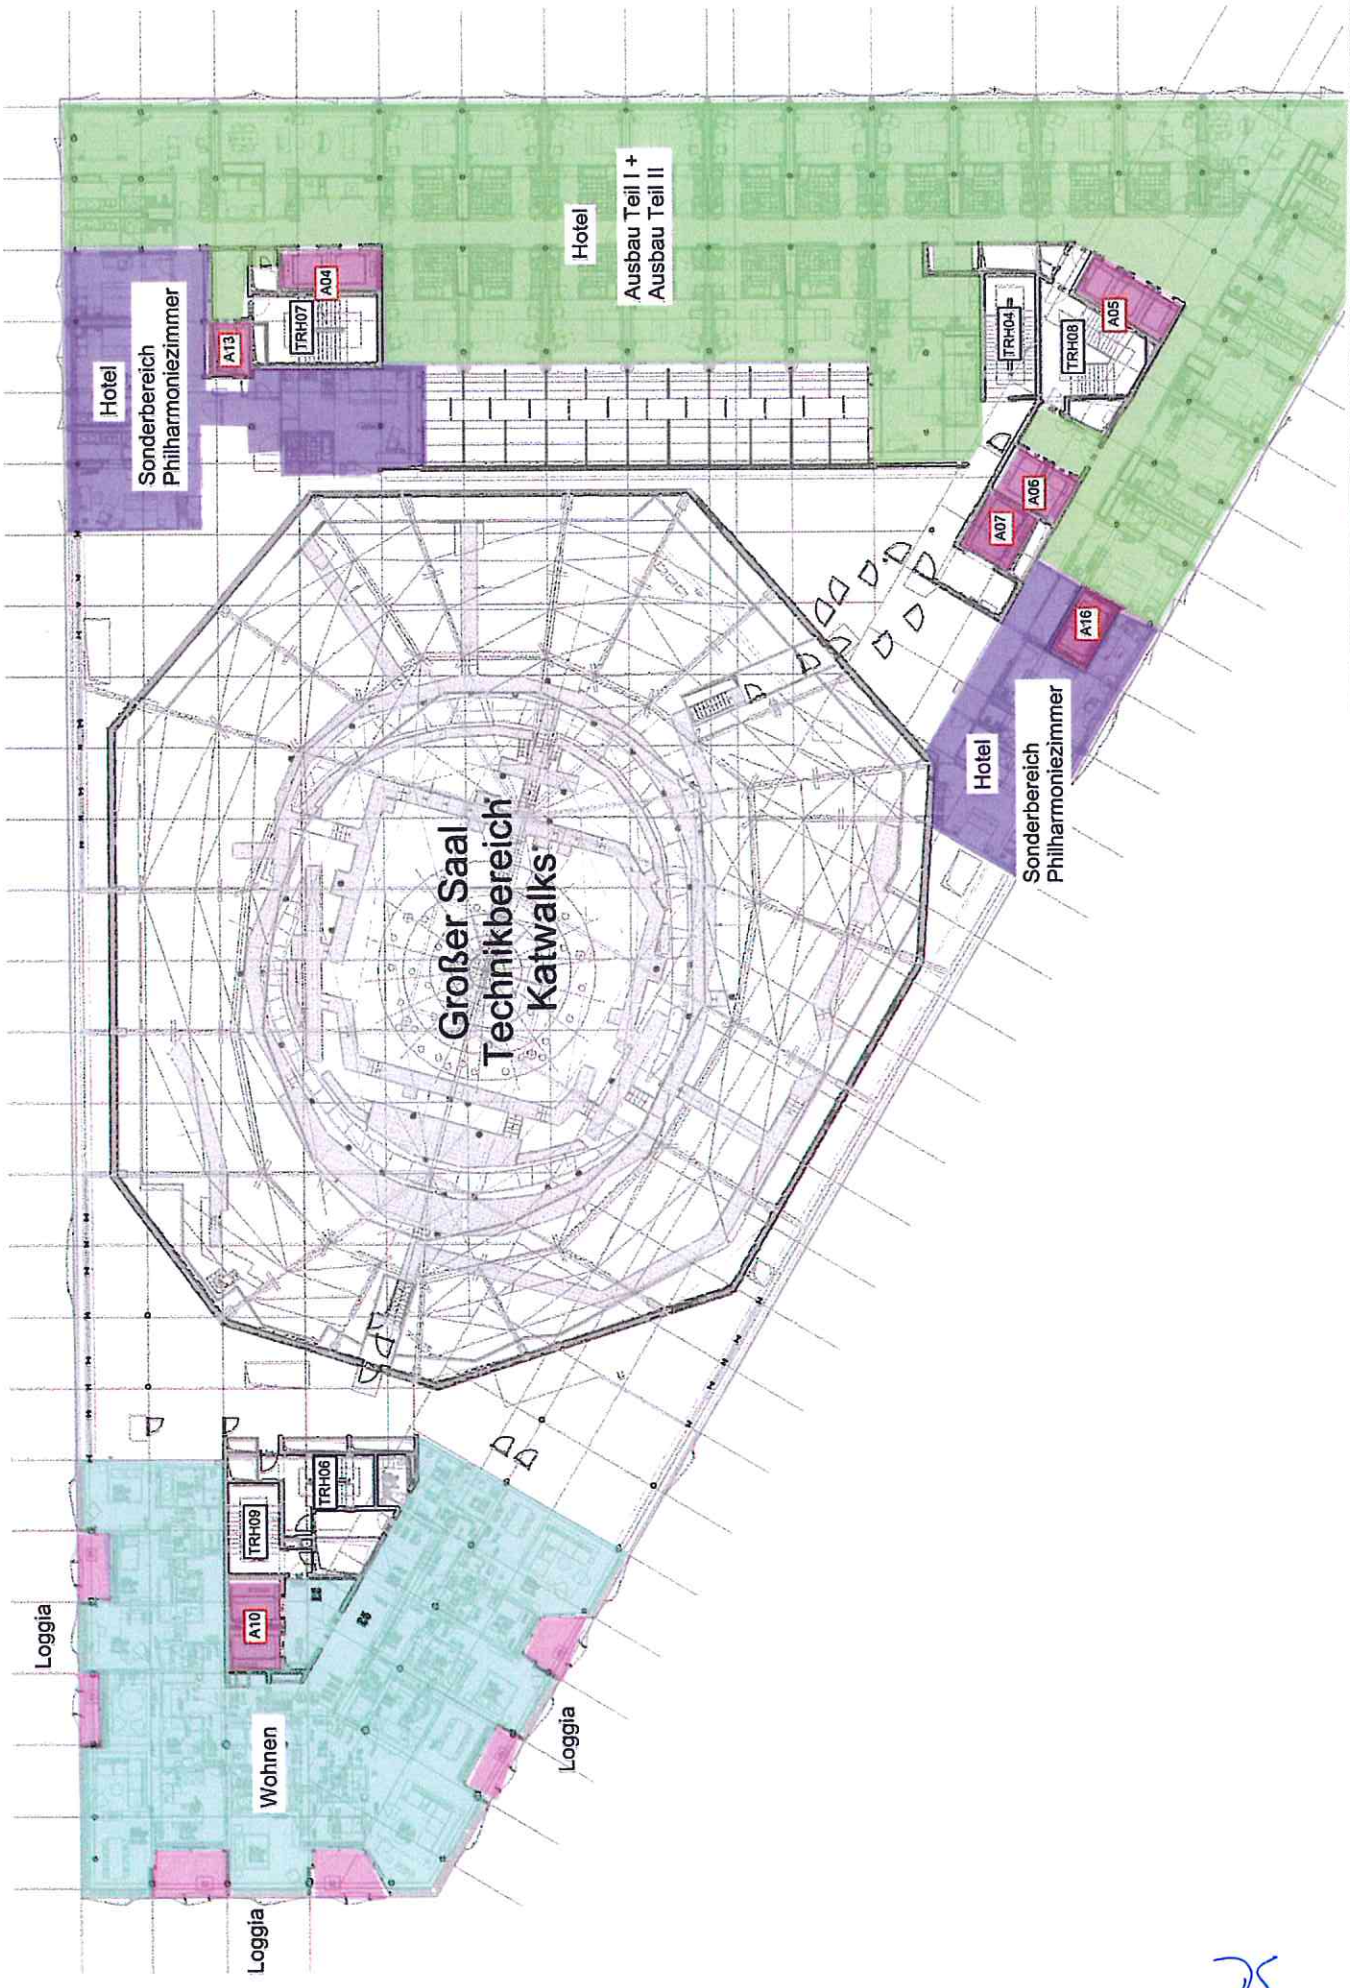 Loggia
Loggia
Loggia
Wohnen
A10
TRH09
TRH06
Großer Saal
Technikbereich
Katwalks
Hotel
Sonderbereich
Philharmoniezimmer
A13
TRH07
A04
Hotel
Ausbau Teil I +
Ausbau Teil II
TRH04
TRH08
A05
A06
A07
A16
Hotel
Sonderbereich
Philharmoniezimmer